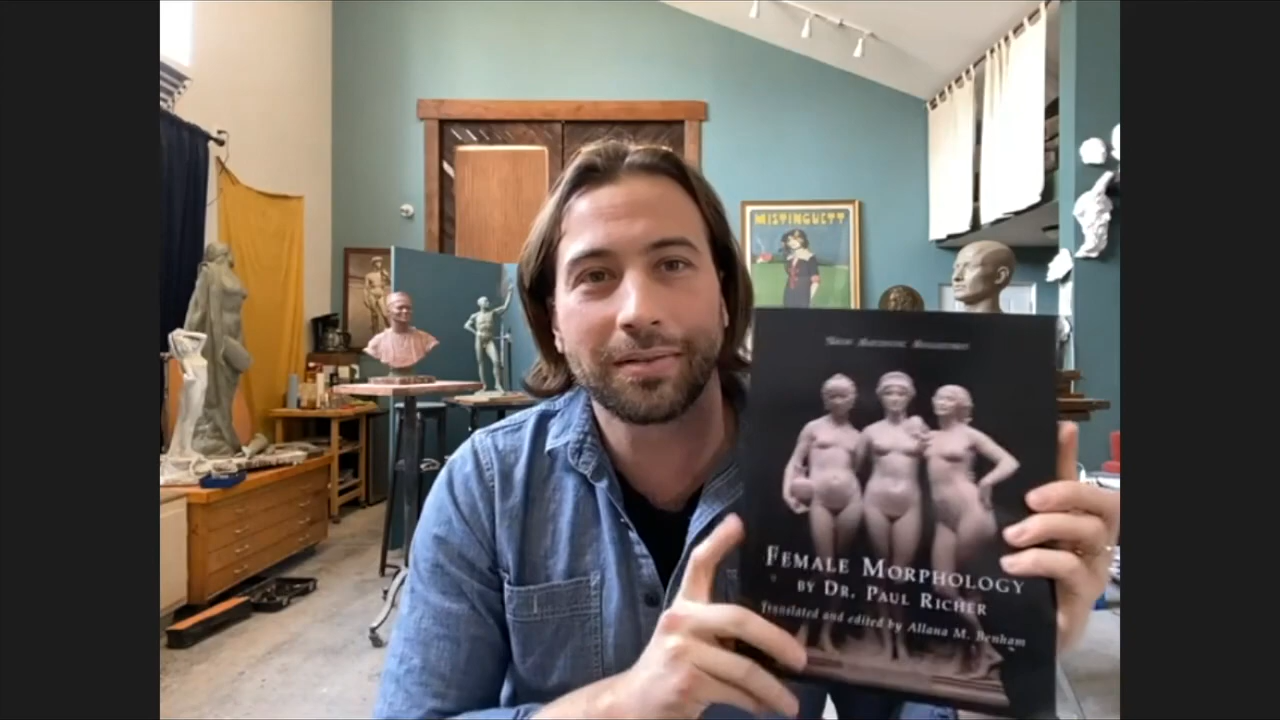 MISTINGUETT
FEMALE MORPHOLOGY
BY DR. PAUL RICHER
Translated and edited by Allana M. Benham